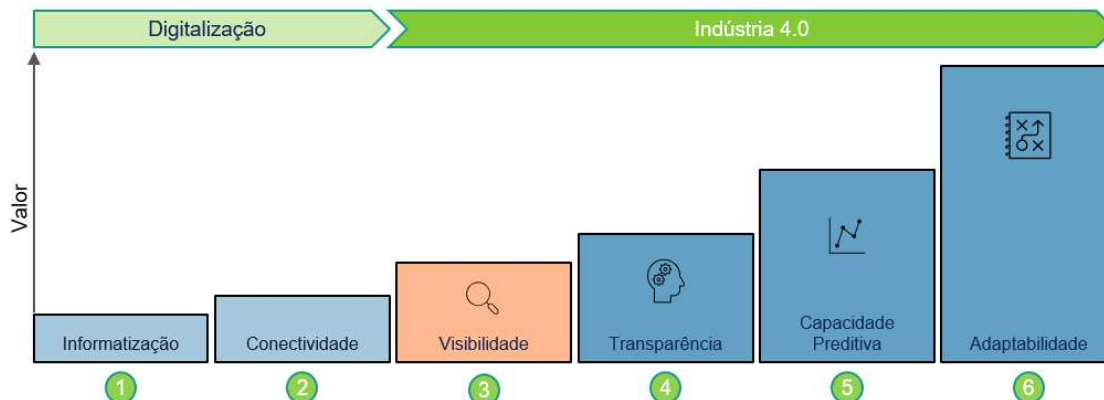 Digitalização
Indústria 4.0
Valor
Informatização
Conectividade
Visibilidade
Transparência
Capacidade
Preditiva
Adaptabilidade
1
2
3
4
5
6